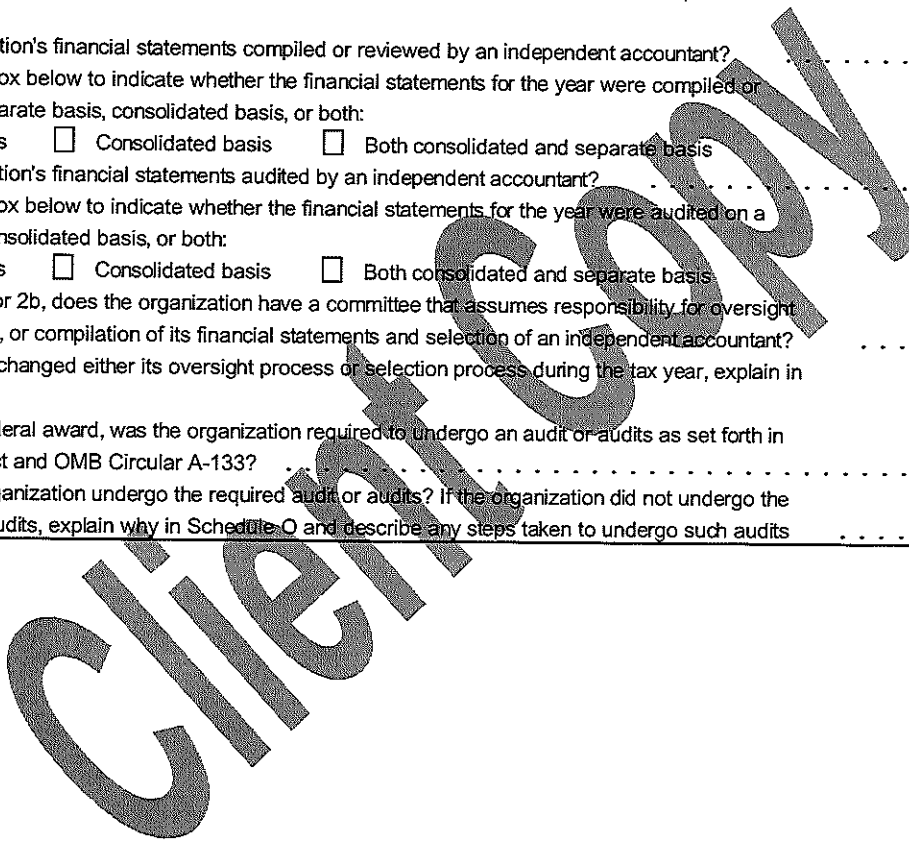 tion's financial statements compiled or reviewed by an independent accountant? . . . . . .
ox below to indicate whether the financial statements for the year were compiled or
arate basis, consolidated basis, or both:
s ☐ Consolidated basis ☐ Both consolidated and separate basis
tion's financial statements audited by an independent accountant? . . . . . . . . . . . . . . . .
ox below to indicate whether the financial statements for the year were audited on a
nsolidated basis, or both:
s ☐ Consolidated basis ☐ Both consolidated and separate basis
or 2b, does the organization have a committee that assumes responsibility for oversight
, or compilation of its financial statements and selection of an independent accountant? . . . .
changed either its oversight process or selection process during the tax year, explain in
leral award, was the organization required to undergo an audit or audits as set forth in
t and OMB Circular A-133? . . . . . . . . . . . . . . . . . . . . . . . . . . . . . . . . . . . . .
ganization undergo the required audit or audits? If the organization did not undergo the
udits, explain why in Schedule O and describe any steps taken to undergo such audits . . . . .
Client Copy